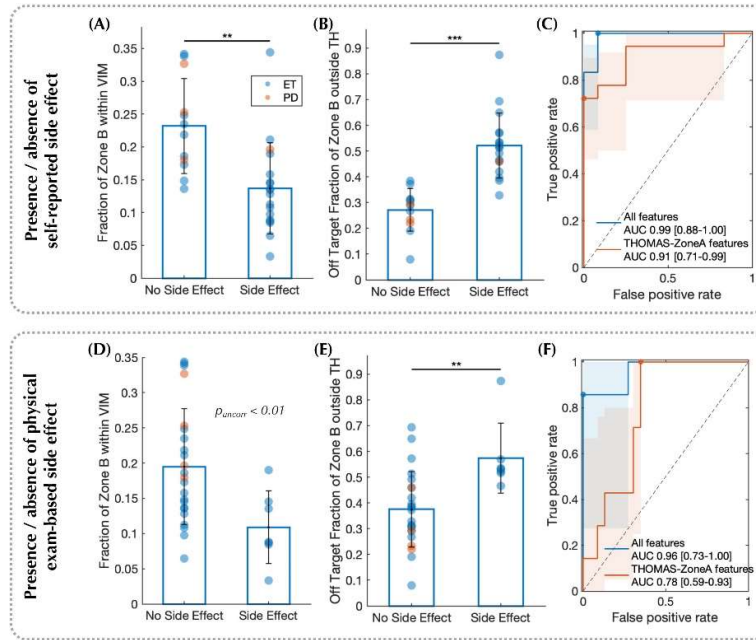 Presence / absence of
self-reported side effect
(A)
**
Fraction of Zone B within VIM
0.35
0.3
0.25
0.2
0.15
0.1
0.05
0
ET
PD
No Side Effect
Side Effect
(B)
***
Off Target Fraction of Zone B outside TH
0.9
0.8
0.7
0.6
0.5
0.4
0.3
0.2
0.1
0
No Side Effect
Side Effect
(C)
True positive rate
1
0.8
0.6
0.4
0.2
0
All features
AUC 0.99 [0.88-1.00]
THOMAS-ZoneA features
AUC 0.91 [0.71-0.99]
0
0.5
1
False positive rate
Presence / absence of physical
exam-based side effect
(D)
Fraction of Zone B within VIM
0.35
0.3
0.25
0.2
0.15
0.1
0.05
0
puncorr < 0.01
No Side Effect
Side Effect
(E)
**
Off Target Fraction of Zone B outside TH
0.9
0.8
0.7
0.6
0.5
0.4
0.3
0.2
0.1
0
No Side Effect
Side Effect
(F)
True positive rate
1
0.8
0.6
0.4
0.2
0
All features
AUC 0.96 [0.73-1.00]
THOMAS-ZoneA features
AUC 0.78 [0.59-0.93]
0
0.5
1
False positive rate